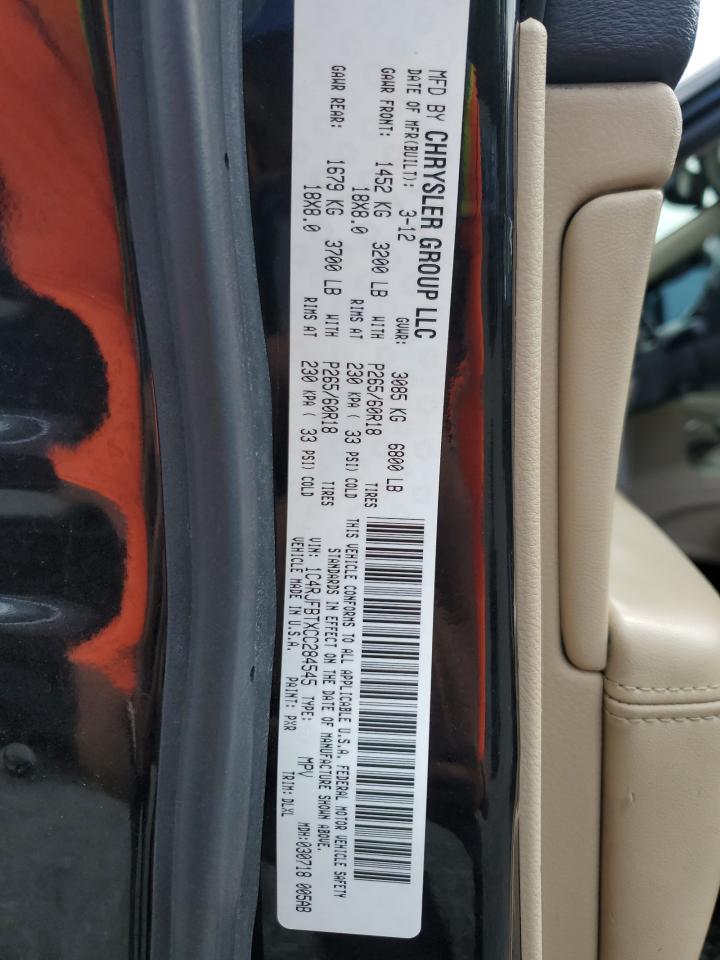 MFD BY CHRYSLER GROUP LLC
DATE OF MFR(BUILT): 3-12 GVWR: 3085 KG 6800 LB
GAWR FRONT: 1452 KG 3200 LB WITH P265/60R18 TIRES
18X8.0 RIMS AT 230 KPA ( 33 PSI) COLD
GAWR REAR: 1679 KG 3700 LB WITH P265/60R18 TIRES
18X8.0 RIMS AT 230 KPA ( 33 PSI) COLD
THIS VEHICLE CONFORMS TO ALL APPLICABLE U.S.A. FEDERAL MOTOR VEHICLE SAFETY
STANDARDS IN EFFECT ON THE DATE OF MANUFACTURE SHOWN ABOVE.
VIN: 1C4RJFBTXCC284545 TYPE: MPV MDH:030718 005AB
VEHICLE MADE IN U.S.A. PAINT: PXR TRIM: DLXL